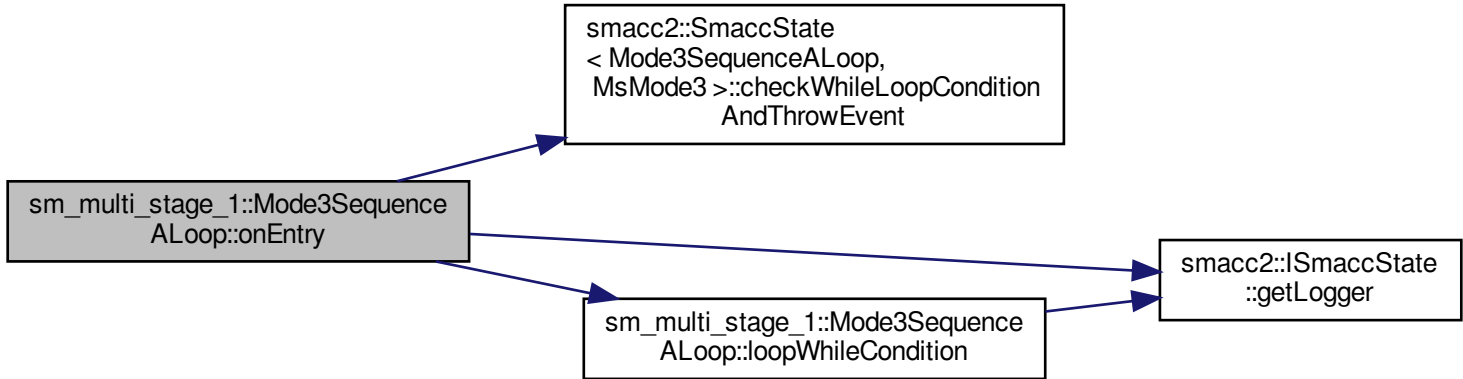 smacc2::SmaccState
< Mode3SequenceALoop,
MsMode3 >::checkWhileLoopCondition
AndThrowEvent
sm_multi_stage_1::Mode3Sequence
ALoop::onEntry
smacc2::ISmaccState
::getLogger
sm_multi_stage_1::Mode3Sequence
ALoop::loopWhileCondition